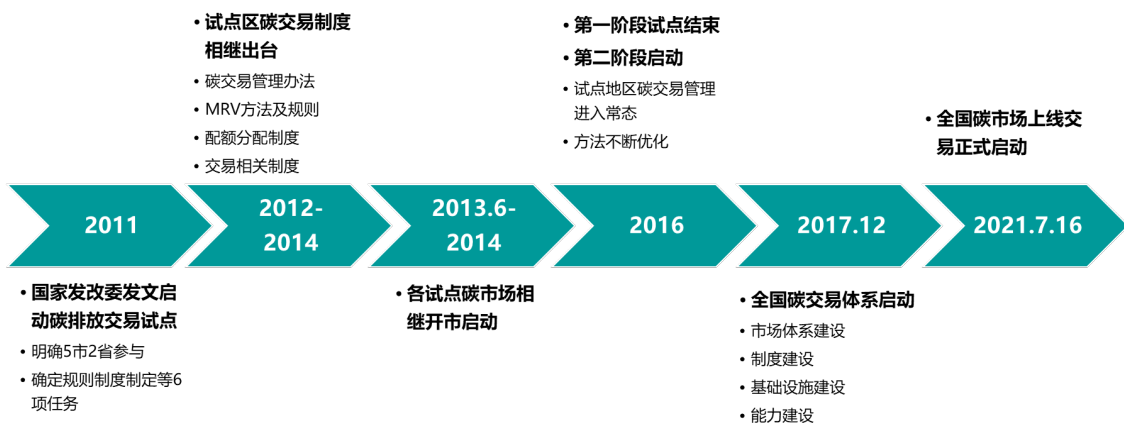 • 试点区碳交易制度
相继出台
• 碳交易管理办法
• MRV方法及规则
• 配额分配制度
• 交易相关制度
• 第一阶段试点结束
• 第二阶段启动
• 试点地区碳交易管理
进入常态
• 方法不断优化
• 全国碳市场上线交
易正式启动
2011
2012-
2014
2013.6-
2014
2016
2017.12
2021.7.16
• 国家发改委发文启
动碳排放交易试点
• 明确5市2省参与
• 确定规则制度制定等6
项任务
• 各试点碳市场相
继开市启动
• 全国碳交易体系启动
• 市场体系建设
• 制度建设
• 基础设施建设
• 能力建设